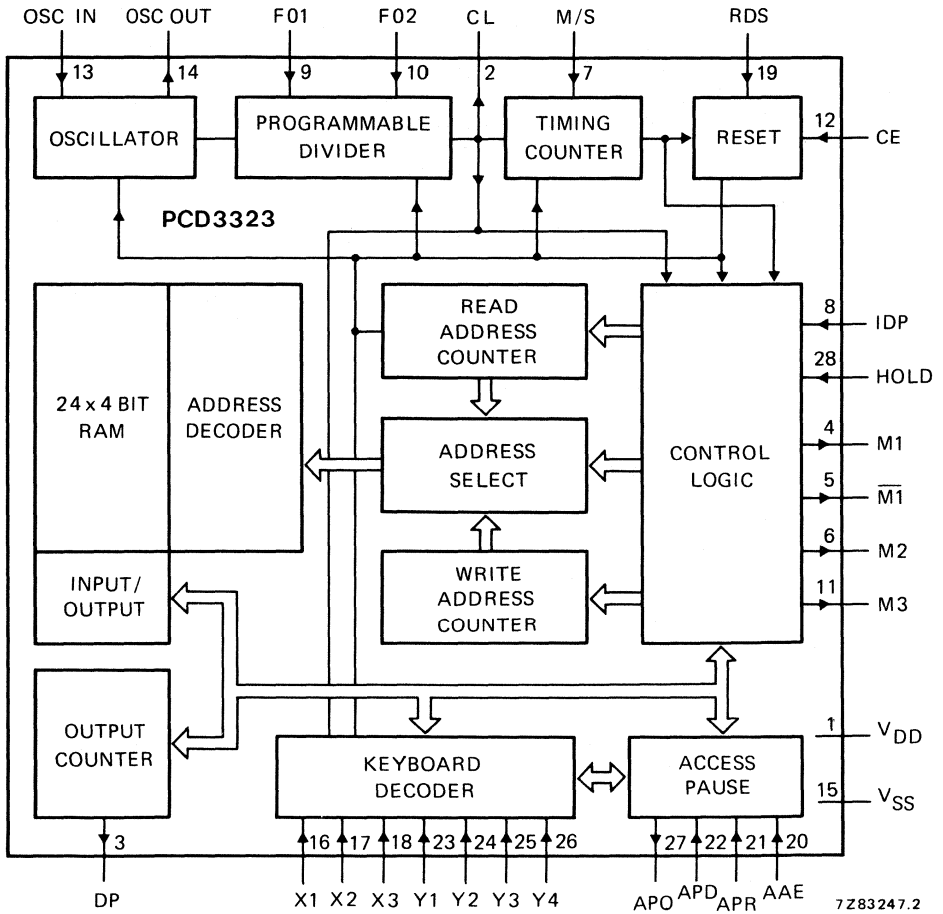 OSC IN OSC OUT F01 F02 CL M/S RDS
13 14 9 10 2 7 19
OSCILLATOR
PROGRAMMABLE
DIVIDER
TIMING
COUNTER
RESET
12 CE
PCD3323
24 x 4 BIT
RAM
ADDRESS
DECODER
READ
ADDRESS
COUNTER
ADDRESS
SELECT
WRITE
ADDRESS
COUNTER
CONTROL
LOGIC
8 IDP
28 HOLD
4 M1
5 M̅1̅
6 M2
11 M3
INPUT/
OUTPUT
OUTPUT
COUNTER
KEYBOARD
DECODER
ACCESS
PAUSE
1 VDD
15 VSS
3 16 17 18 23 24 25 26 27 22 21 20
DP X1 X2 X3 Y1 Y2 Y3 Y4 APO APD APR AAE
7Z83247.2